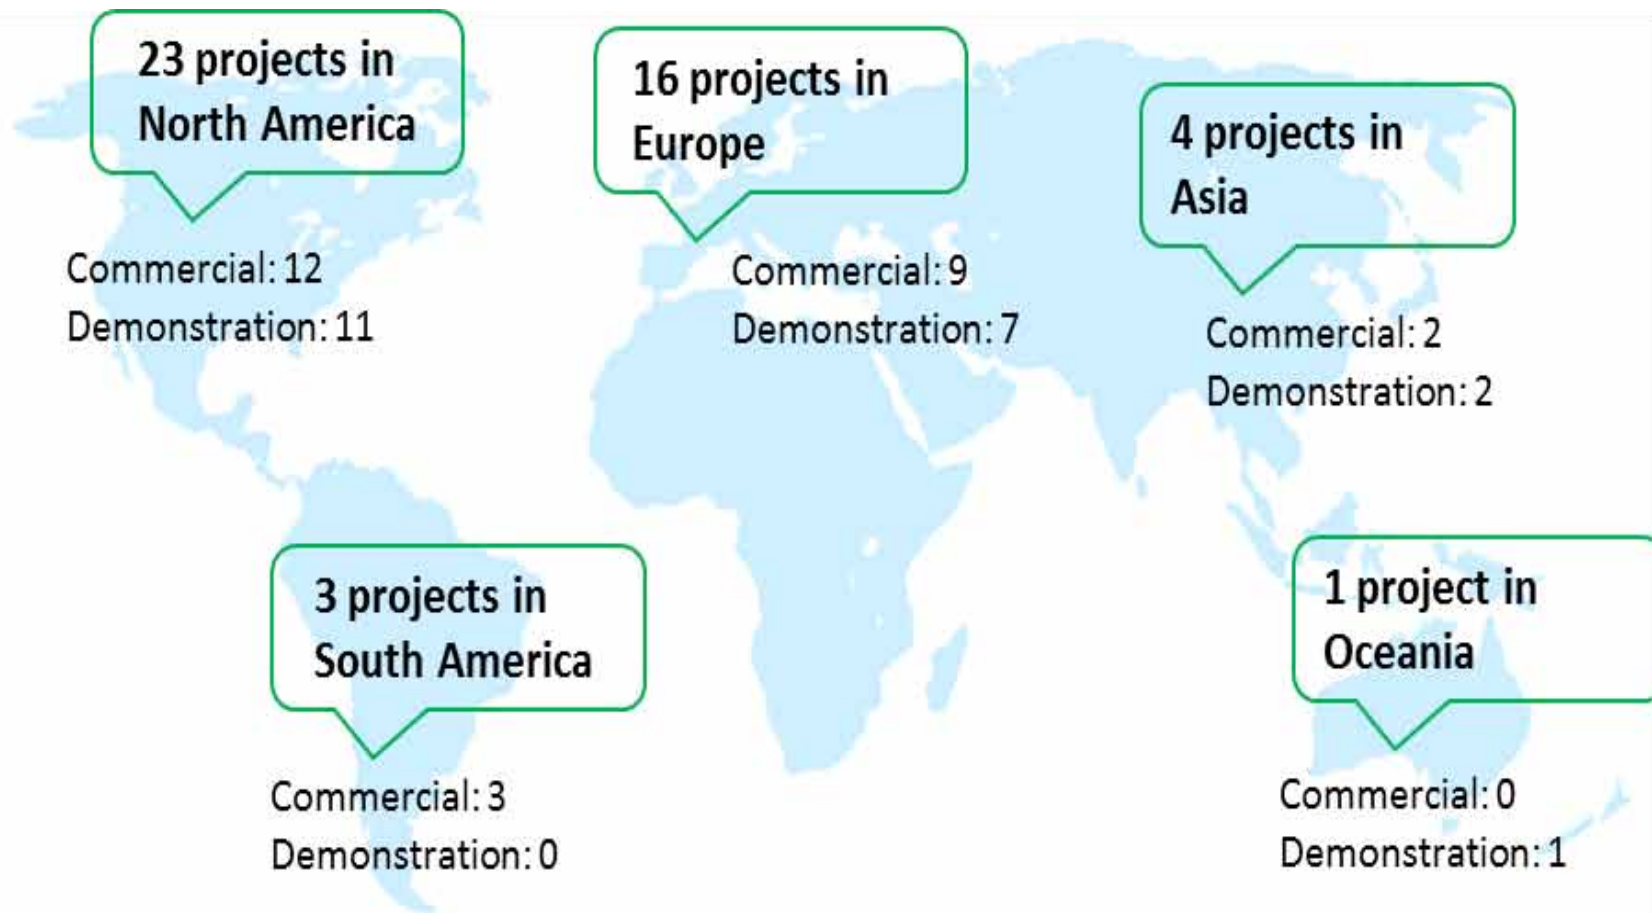 23 projects in
North America
Commercial: 12
Demonstration: 11
16 projects in
Europe
Commercial: 9
Demonstration: 7
4 projects in
Asia
Commercial: 2
Demonstration: 2
3 projects in
South America
Commercial: 3
Demonstration: 0
1 project in
Oceania
Commercial: 0
Demonstration: 1